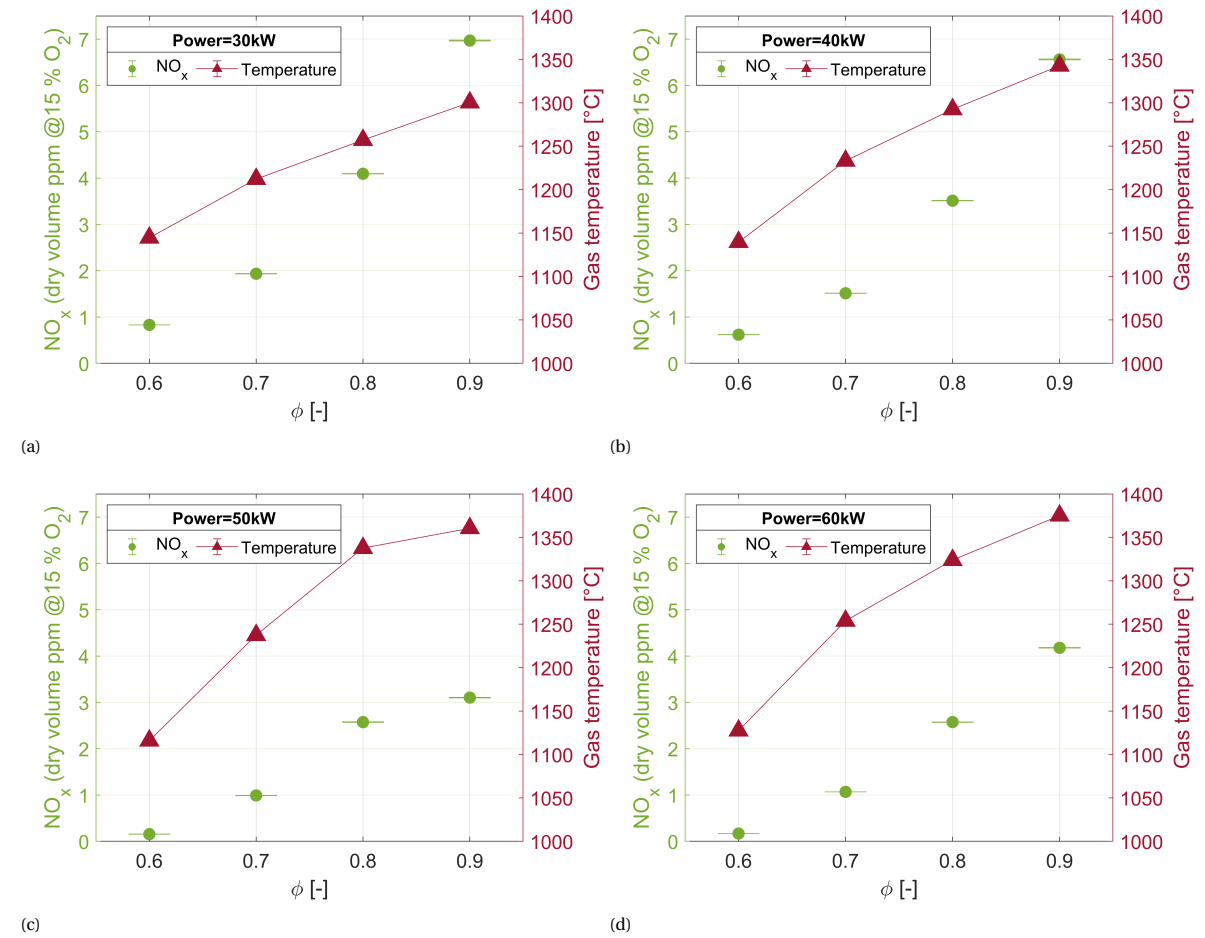 Power=30kW
NOx Temperature
NOx (dry volume ppm @15 % O2)
7
6
5
4
3
2
1
0
1400
1350
1300
1250
1200
1150
1100
1050
1000
Gas temperature [°C]
0.6 0.7 0.8 0.9
ϕ [-]
(a)
Power=40kW
NOx Temperature
NOx (dry volume ppm @15 % O2)
7
6
5
4
3
2
1
0
1400
1350
1300
1250
1200
1150
1100
1050
1000
Gas temperature [°C]
0.6 0.7 0.8 0.9
ϕ [-]
(b)
Power=50kW
NOx Temperature
NOx (dry volume ppm @15 % O2)
7
6
5
4
3
2
1
0
1400
1350
1300
1250
1200
1150
1100
1050
1000
Gas temperature [°C]
0.6 0.7 0.8 0.9
ϕ [-]
(c)
Power=60kW
NOx Temperature
NOx (dry volume ppm @15 % O2)
7
6
5
4
3
2
1
0
1400
1350
1300
1250
1200
1150
1100
1050
1000
Gas temperature [°C]
0.6 0.7 0.8 0.9
ϕ [-]
(d)